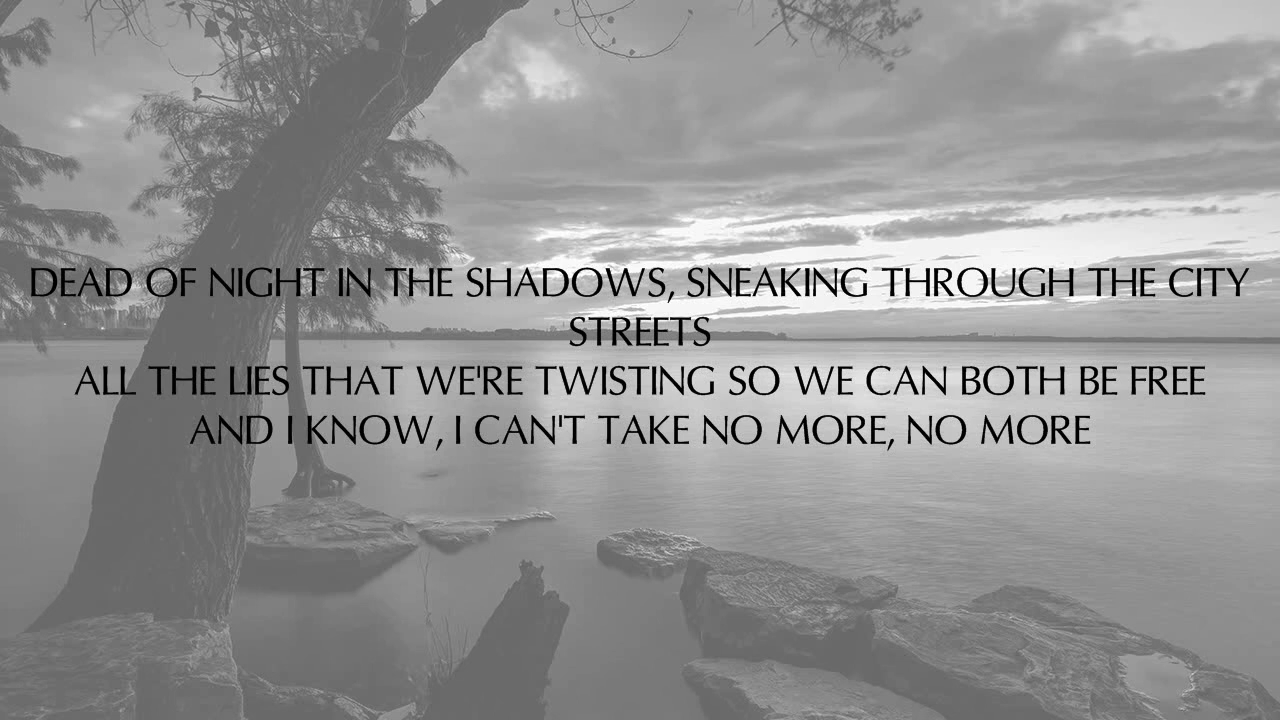 DEAD OF NIGHT IN THE SHADOWS, SNEAKING THROUGH THE CITY
STREETS
ALL THE LIES THAT WE'RE TWISTING SO WE CAN BOTH BE FREE
AND I KNOW, I CAN'T TAKE NO MORE, NO MORE